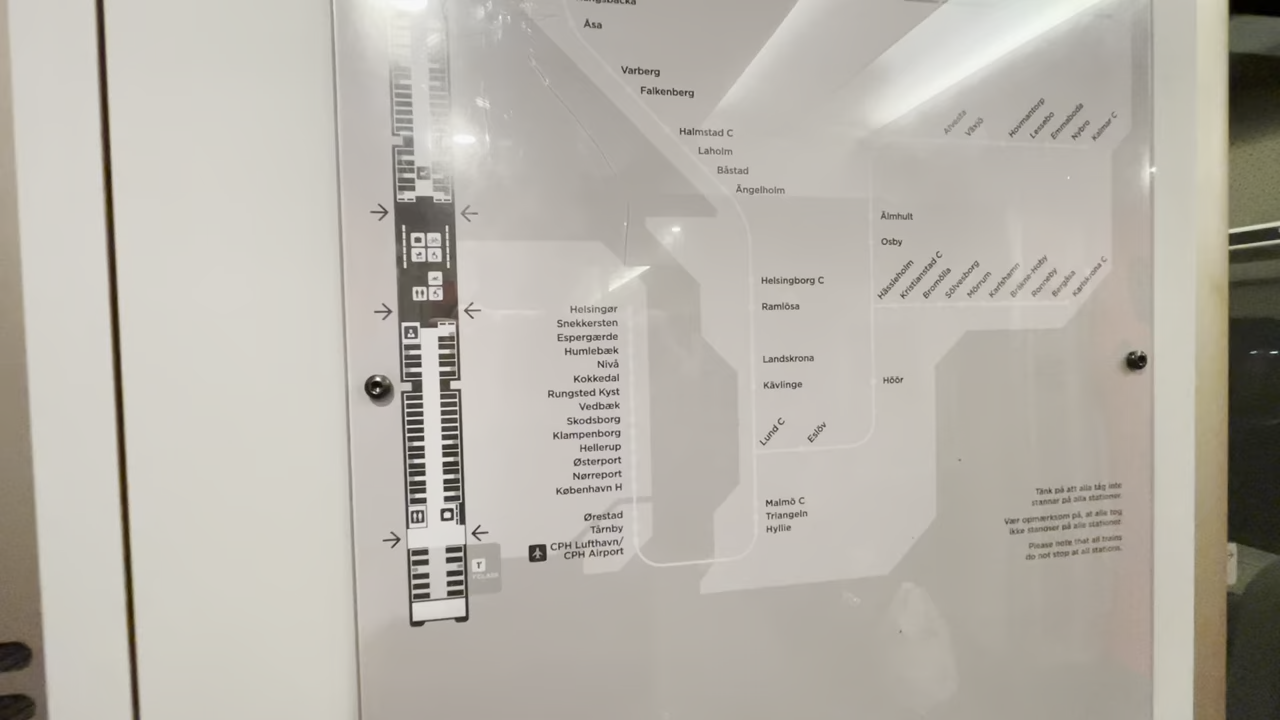 Åsa
Varberg
Falkenberg
Halmstad C
Laholm
Båstad
Ängelholm
Alvesta
Växjö
Hovmantorp
Lessebo
Emmaboda
Nybro
Kalmar C
Älmhult
Osby
Hässleholm
Kristianstad C
Bromölla
Sölvesborg
Mörrum
Karlshamn
Bräkne-Hoby
Ronneby
Bergåsa
Karlskrona C
Helsingborg C
Ramlösa
Landskrona
Kävlinge
Höör
Lund C
Eslöv
Malmö C
Triangeln
Hyllie
Helsingør
Snekkersten
Espergærde
Humlebæk
Nivå
Kokkedal
Rungsted Kyst
Vedbæk
Skodsborg
Klampenborg
Hellerup
Østerport
Nørreport
København H
Ørestad
Tårnby
CPH Lufthavn/
CPH Airport
Tänk på att alla tåg inte
stannar på alla stationer.
Vær opmærksom på, at alle tog
ikke standser på alle stationer.
Please note that all trains
do not stop at all stations.